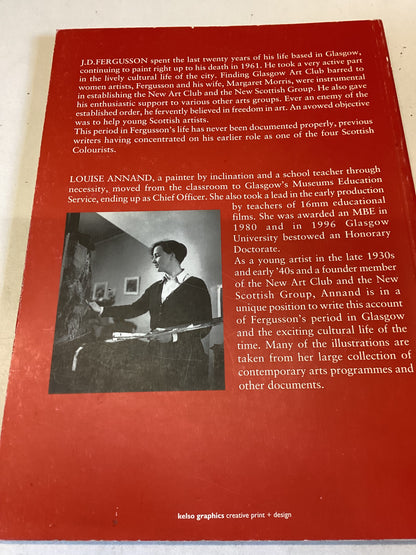 J.D.FERGUSSON spent the last twenty years of his life based in Glasgow,
continuing to paint right up to his death in 1961. He took a very active part
in the lively cultural life of the city. Finding Glasgow Art Club barred to
women artists, Fergusson and his wife, Margaret Morris, were instrumental
in establishing the New Art Club and the New Scottish Group. He also gave
his enthusiastic support to various other arts groups. Ever an enemy of the
established order, he fervently believed in freedom in art. An avowed objective
was to help young Scottish artists.
This period in Fergusson's life has never been documented properly, previous
writers having concentrated on his earlier role as one of the four Scottish
Colourists.
LOUISE ANNAND, a painter by inclination and a school teacher through
necessity, moved from the classroom to Glasgow's Museums Education
Service, ending up as Chief Officer. She also took a lead in the early production
by teachers of 16mm educational
films. She was awarded an MBE in
1980 and in 1996 Glasgow
University bestowed an Honorary
Doctorate.
As a young artist in the late 1930s
and early '40s and a founder member
of the New Art Club and the New
Scottish Group, Annand is in a
unique position to write this account
of Fergusson's period in Glasgow
and the exciting cultural life of the
time. Many of the illustrations are
taken from her large collection of
contemporary arts programmes and
other documents.
kelso graphics creative print + design